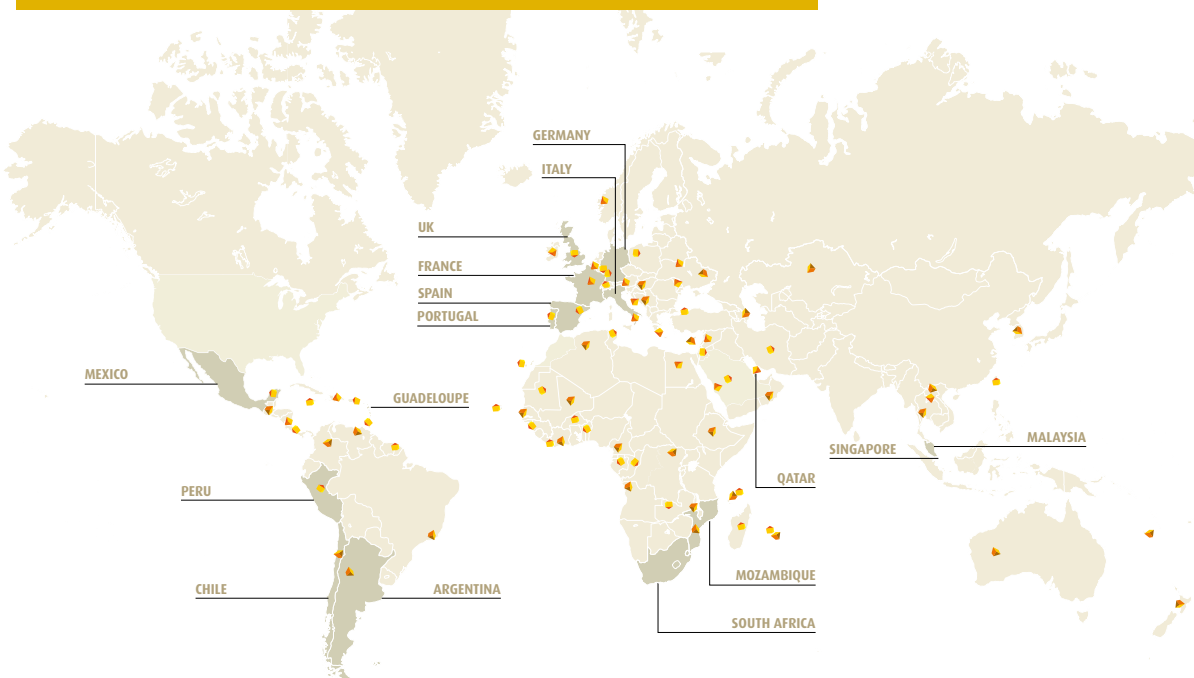 GERMANY
ITALY
UK
FRANCE
SPAIN
PORTUGAL
MEXICO
GUADELOUPE
MALAYSIA
SINGAPORE
QATAR
PERU
MOZAMBIQUE
CHILE
ARGENTINA
SOUTH AFRICA